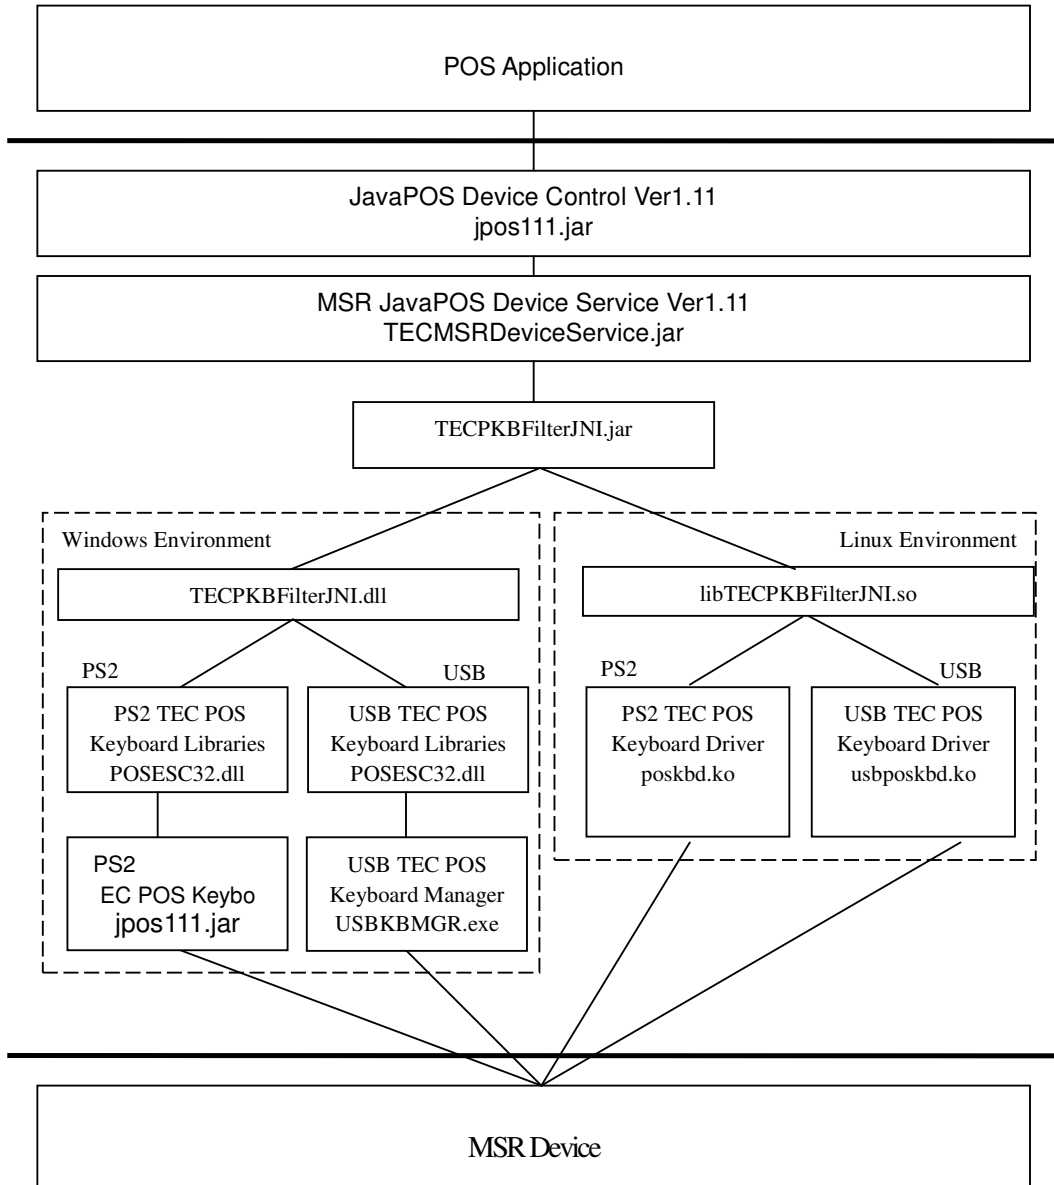 POS Application
JavaPOS Device Control Ver1.11
jpos111.jar
MSR JavaPOS Device Service Ver1.11
TECMSRDeviceService.jar
TECPKBFilterJNI.jar
Windows Environment
TECPKBFilterJNI.dll
PS2
USB
PS2 TEC POS
Keyboard Libraries
POSESC32.dll
USB TEC POS
Keyboard Libraries
POSESC32.dll
PS2
EC POS Keybo
jpos111.jar
USB TEC POS
Keyboard Manager
USBKBMGR.exe
Linux Environment
libTECPKBFilterJNI.so
PS2
USB
PS2 TEC POS
Keyboard Driver
poskbd.ko
USB TEC POS
Keyboard Driver
usbposkbd.ko
MSR Device